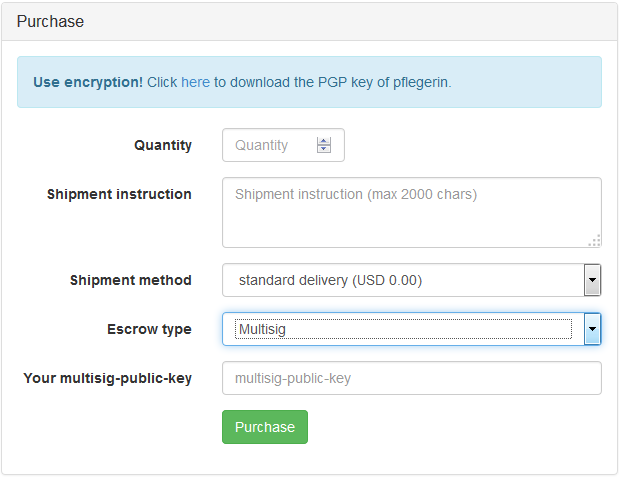 Purchase
Use encryption! Click here to download the PGP key of pflegerin.
Quantity Quantity
Shipment instruction Shipment instruction (max 2000 chars)
Shipment method standard delivery (USD 0.00)
Escrow type Multisig
Your multisig-public-key multisig-public-key
Purchase